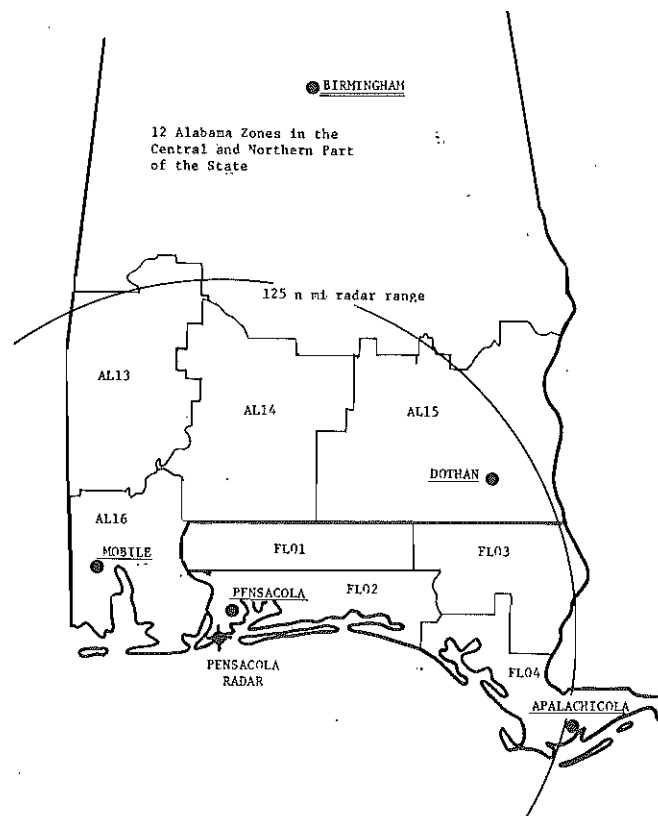 BIRMINGHAM
12 Alabama Zones in the
Central and Northern Part
of the State
125 n mi radar range
AL13
AL14
AL15
DOTHAN
AL16
MOBILE
FL01
FL03
PENSACOLA
FL02
PENSACOLA
RADAR
FL04
APALACHICOLA